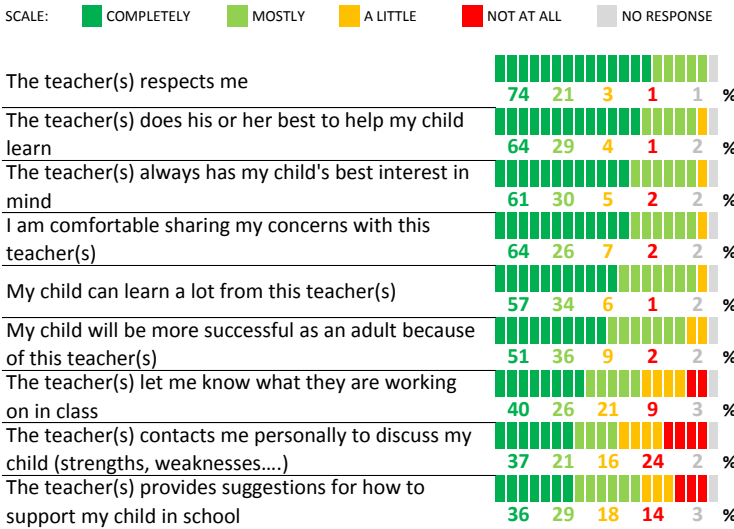 SCALE: COMPLETELY MOSTLY A LITTLE NOT AT ALL NO RESPONSE
The teacher(s) respects me
74 21 3 1 1 %
The teacher(s) does his or her best to help my child
learn
64 29 4 1 2 %
The teacher(s) always has my child's best interest in
mind
61 30 5 2 2 %
I am comfortable sharing my concerns with this
teacher(s)
64 26 7 2 2 %
My child can learn a lot from this teacher(s)
57 34 6 1 2 %
My child will be more successful as an adult because
of this teacher(s)
51 36 9 2 2 %
The teacher(s) let me know what they are working
on in class
40 26 21 9 3 %
The teacher(s) contacts me personally to discuss my
child (strengths, weaknesses....)
37 21 16 24 2 %
The teacher(s) provides suggestions for how to
support my child in school
36 29 18 14 3 %